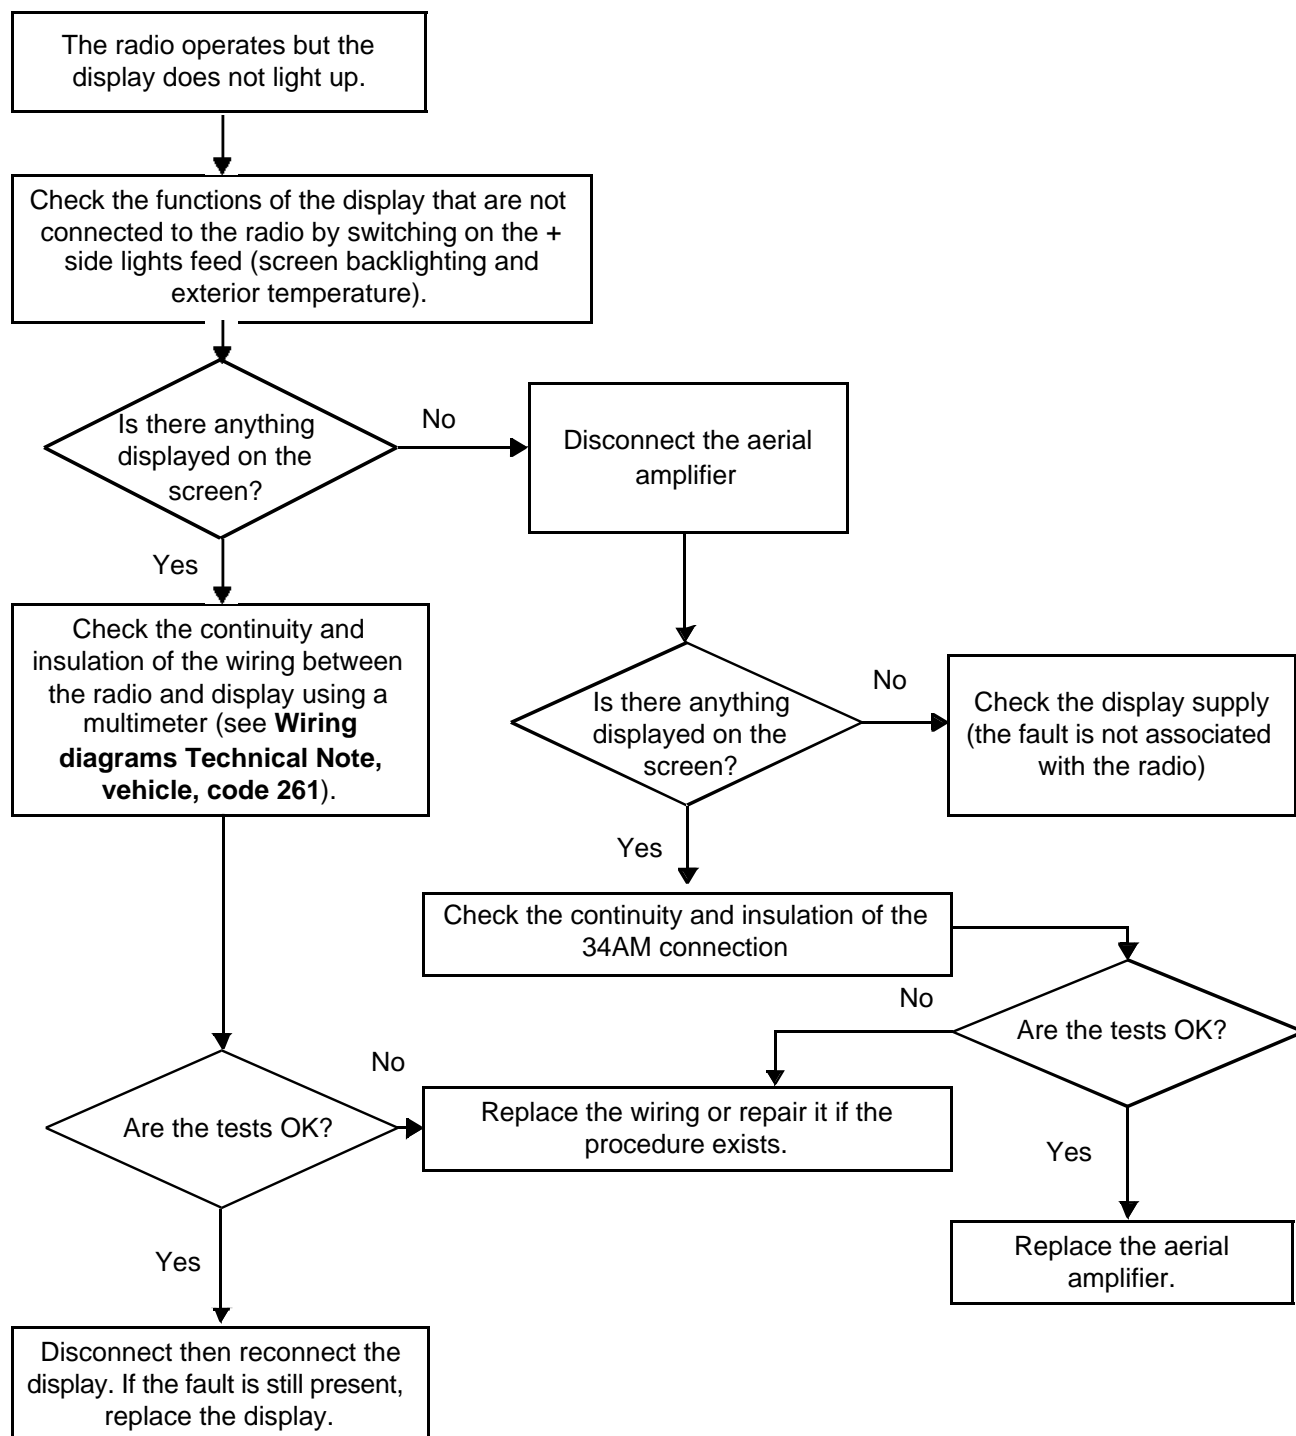 The radio operates but the
display does not light up.
Check the functions of the display that are not
connected to the radio by switching on the +
side lights feed (screen backlighting and
exterior temperature).
Is there anything
displayed on the
screen?
No
Disconnect the aerial
amplifier
Yes
Check the continuity and
insulation of the wiring between
the radio and display using a
multimeter (see Wiring
diagrams Technical Note,
vehicle, code 261).
Is there anything
displayed on the
screen?
No
Check the display supply
(the fault is not associated
with the radio)
Yes
Check the continuity and insulation of the
34AM connection
No
Are the tests OK?
Are the tests OK?
No
Replace the wiring or repair it if the
procedure exists.
Yes
Replace the aerial
amplifier.
Yes
Disconnect then reconnect the
display. If the fault is still present,
replace the display.